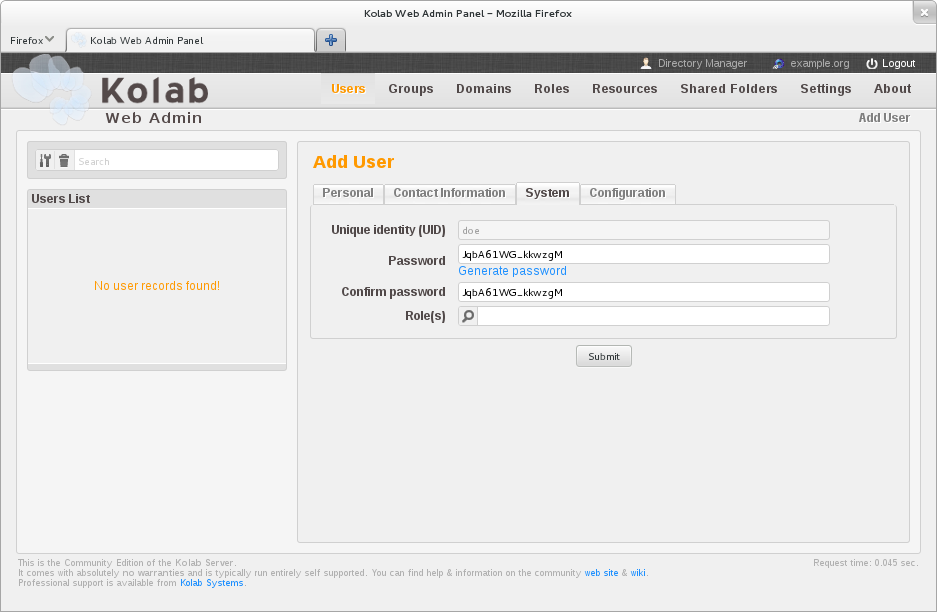 Kolab Web Admin Panel – Mozilla Firefox
Firefox
Kolab Web Admin Panel
Directory Manager example.org Logout
Kolab
Web Admin
Users Groups Domains Roles Resources Shared Folders Settings About
Add User
Search
Users List
No user records found!
Add User
Personal Contact Information System Configuration
Unique identity (UID) doe
Password JqbA61WG_kkwzgM
Generate password
Confirm password JqbA61WG_kkwzgM
Role(s)
Submit
This is the Community Edition of the Kolab Server.
It comes with absolutely no warranties and is typically run entirely self supported. You can find help & information on the community web site & wiki.
Professional support is available from Kolab Systems.
Request time: 0.045 sec.